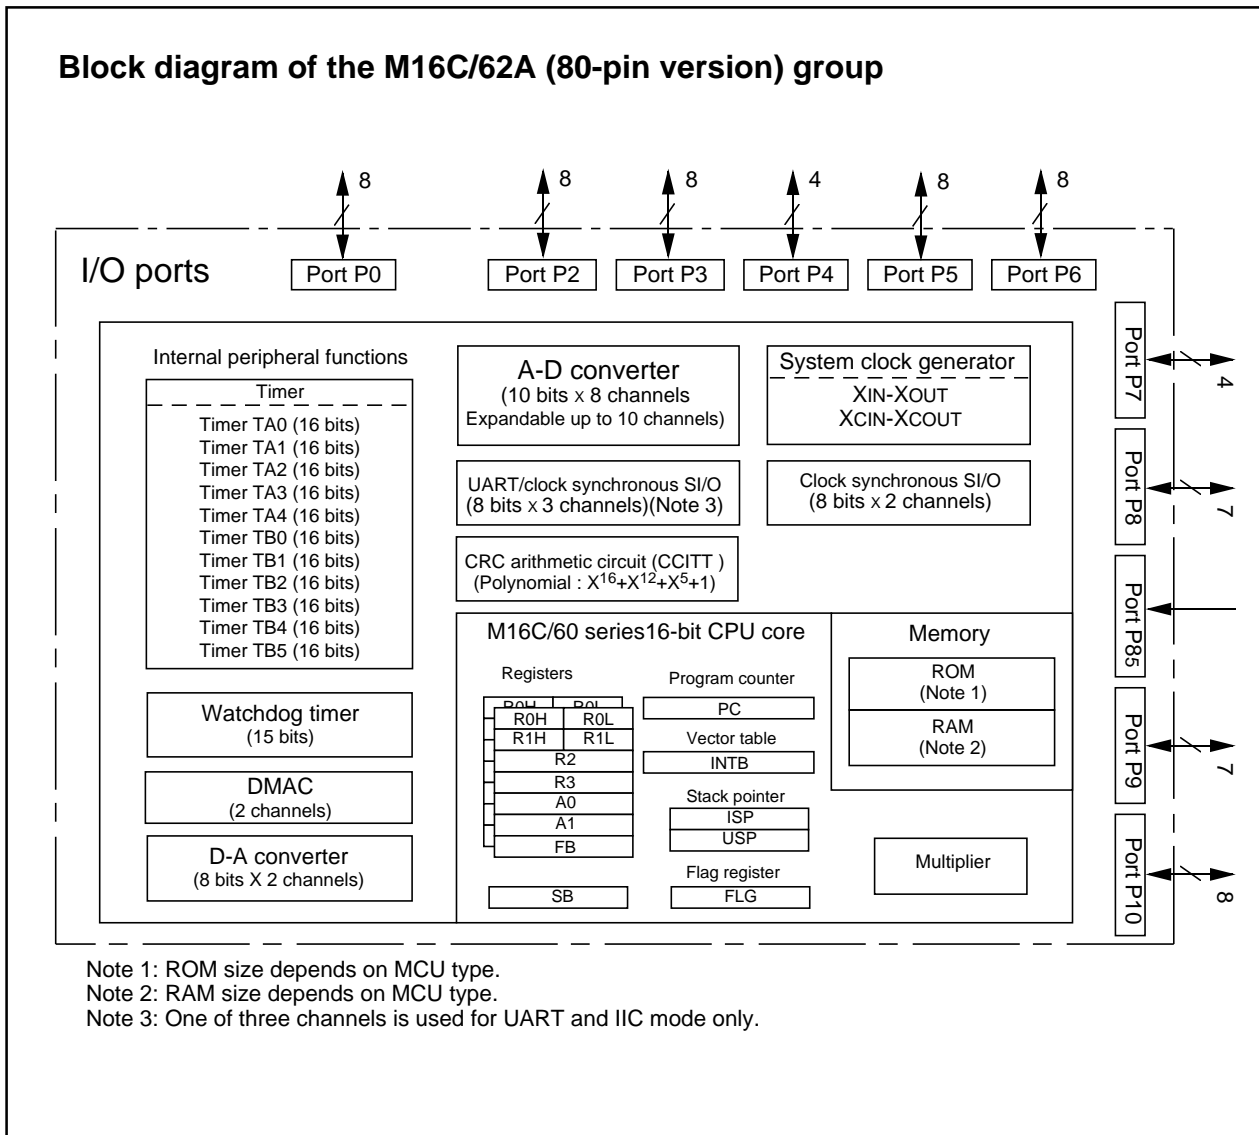 Block diagram of the M16C/62A (80-pin version) group
8
8
8
4
8
8
I/O ports
Port P0
Port P2
Port P3
Port P4
Port P5
Port P6
Internal peripheral functions
Timer
Timer TA0 (16 bits)
Timer TA1 (16 bits)
Timer TA2 (16 bits)
Timer TA3 (16 bits)
Timer TA4 (16 bits)
Timer TB0 (16 bits)
Timer TB1 (16 bits)
Timer TB2 (16 bits)
Timer TB3 (16 bits)
Timer TB4 (16 bits)
Timer TB5 (16 bits)
Watchdog timer
(15 bits)
DMAC
(2 channels)
D-A converter
(8 bits X 2 channels)
A-D converter
(10 bits x 8 channels
Expandable up to 10 channels)
UART/clock synchronous SI/O
(8 bits x 3 channels)(Note 3)
CRC arithmetic circuit (CCITT )
(Polynomial : X16+X12+X5+1)
System clock generator
XIN-XOUT
XCIN-XCOUT
Clock synchronous SI/O
(8 bits x 2 channels)
M16C/60 series16-bit CPU core
Registers
R0H R0L
R0H R0L
R1H R1L
R2
R3
A0
A1
FB
SB
Program counter
PC
Vector table
INTB
Stack pointer
ISP
USP
Flag register
FLG
Memory
ROM
(Note 1)
RAM
(Note 2)
Multiplier
Port P7
4
Port P8
7
Port P85
Port P9
7
Port P10
8
Note 1: ROM size depends on MCU type.
Note 2: RAM size depends on MCU type.
Note 3: One of three channels is used for UART and IIC mode only.